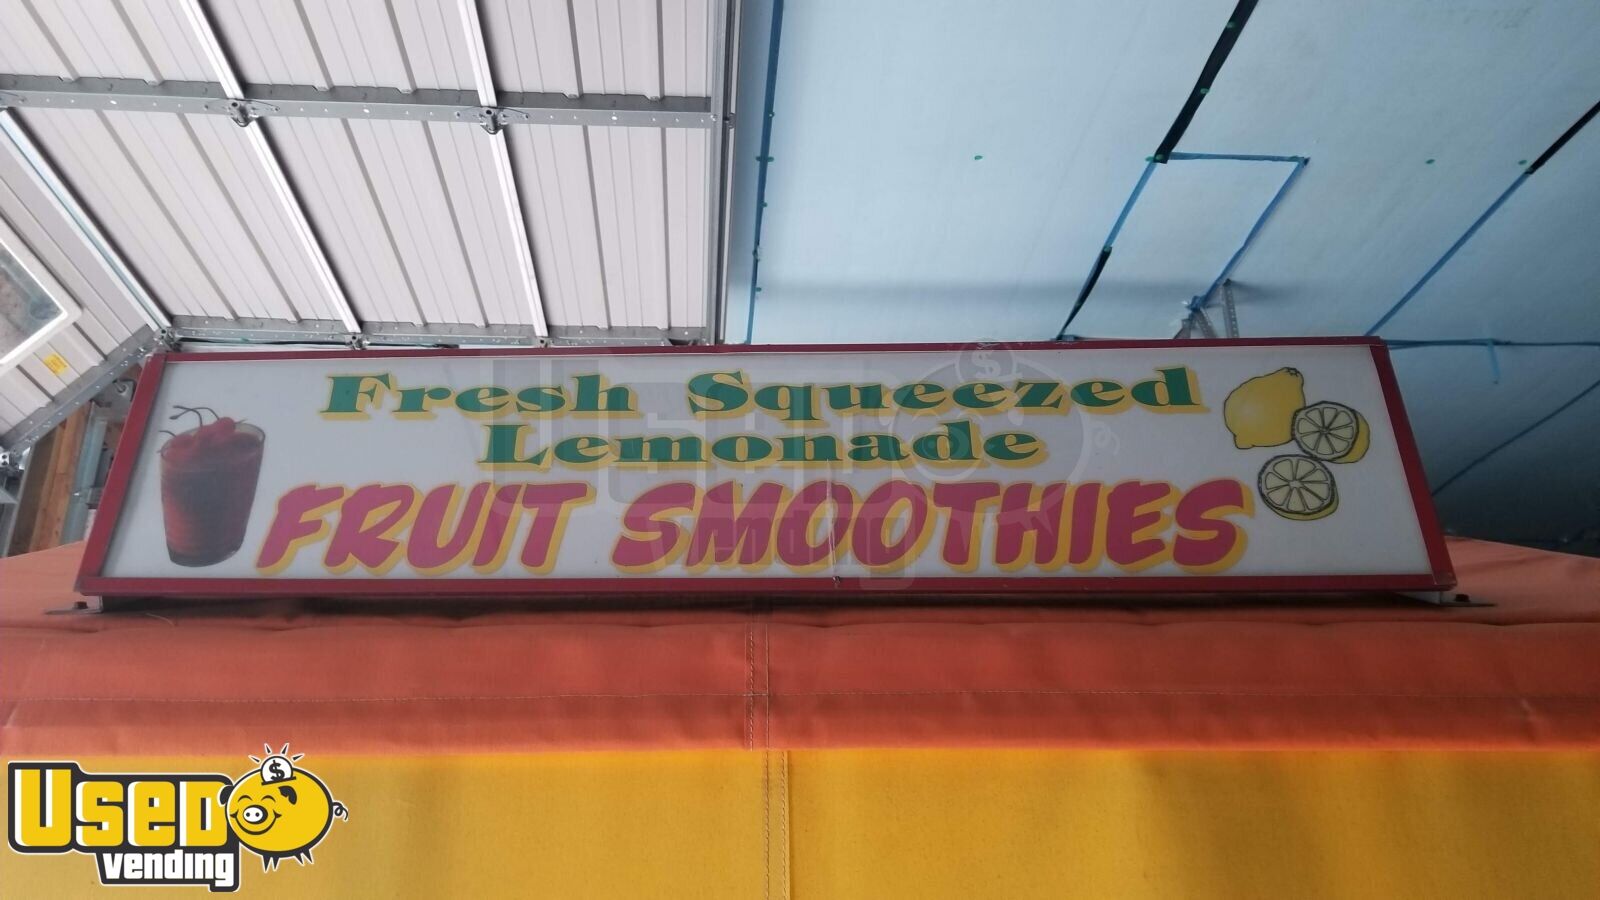 Fresh Squeezed
Lemonade
FRUIT SMOOTHIES
USED
vending